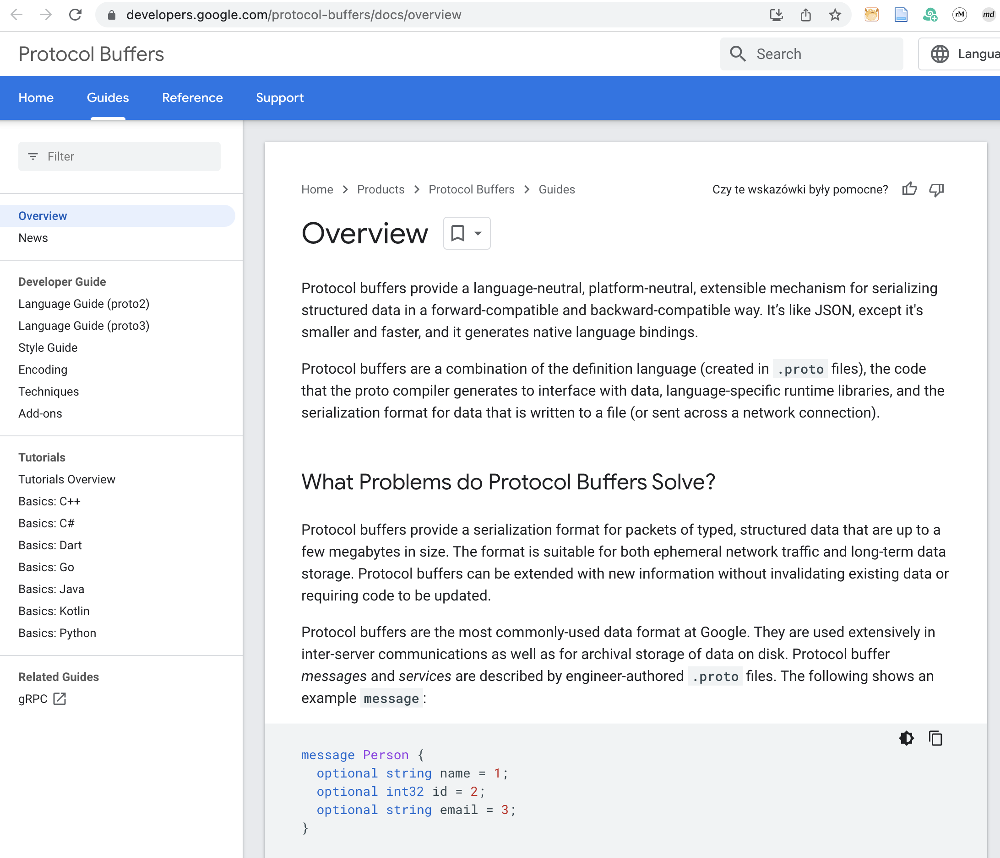 developers.google.com/protocol-buffers/docs/overview
rM
md
Protocol Buffers
Search
Langua
Home
Guides
Reference
Support
Filter
Overview
News
Developer Guide
Language Guide (proto2)
Language Guide (proto3)
Style Guide
Encoding
Techniques
Add-ons
Tutorials
Tutorials Overview
Basics: C++
Basics: C#
Basics: Dart
Basics: Go
Basics: Java
Basics: Kotlin
Basics: Python
Related Guides
gRPC
Home > Products > Protocol Buffers > Guides
Czy te wskazówki były pomocne?
Overview
Protocol buffers provide a language-neutral, platform-neutral, extensible mechanism for serializing
structured data in a forward-compatible and backward-compatible way. It’s like JSON, except it's
smaller and faster, and it generates native language bindings.
Protocol buffers are a combination of the definition language (created in .proto files), the code
that the proto compiler generates to interface with data, language-specific runtime libraries, and the
serialization format for data that is written to a file (or sent across a network connection).
What Problems do Protocol Buffers Solve?
Protocol buffers provide a serialization format for packets of typed, structured data that are up to a
few megabytes in size. The format is suitable for both ephemeral network traffic and long-term data
storage. Protocol buffers can be extended with new information without invalidating existing data or
requiring code to be updated.
Protocol buffers are the most commonly-used data format at Google. They are used extensively in
inter-server communications as well as for archival storage of data on disk. Protocol buffer
messages and services are described by engineer-authored .proto files. The following shows an
example message:
message Person {
  optional string name = 1;
  optional int32 id = 2;
  optional string email = 3;
}